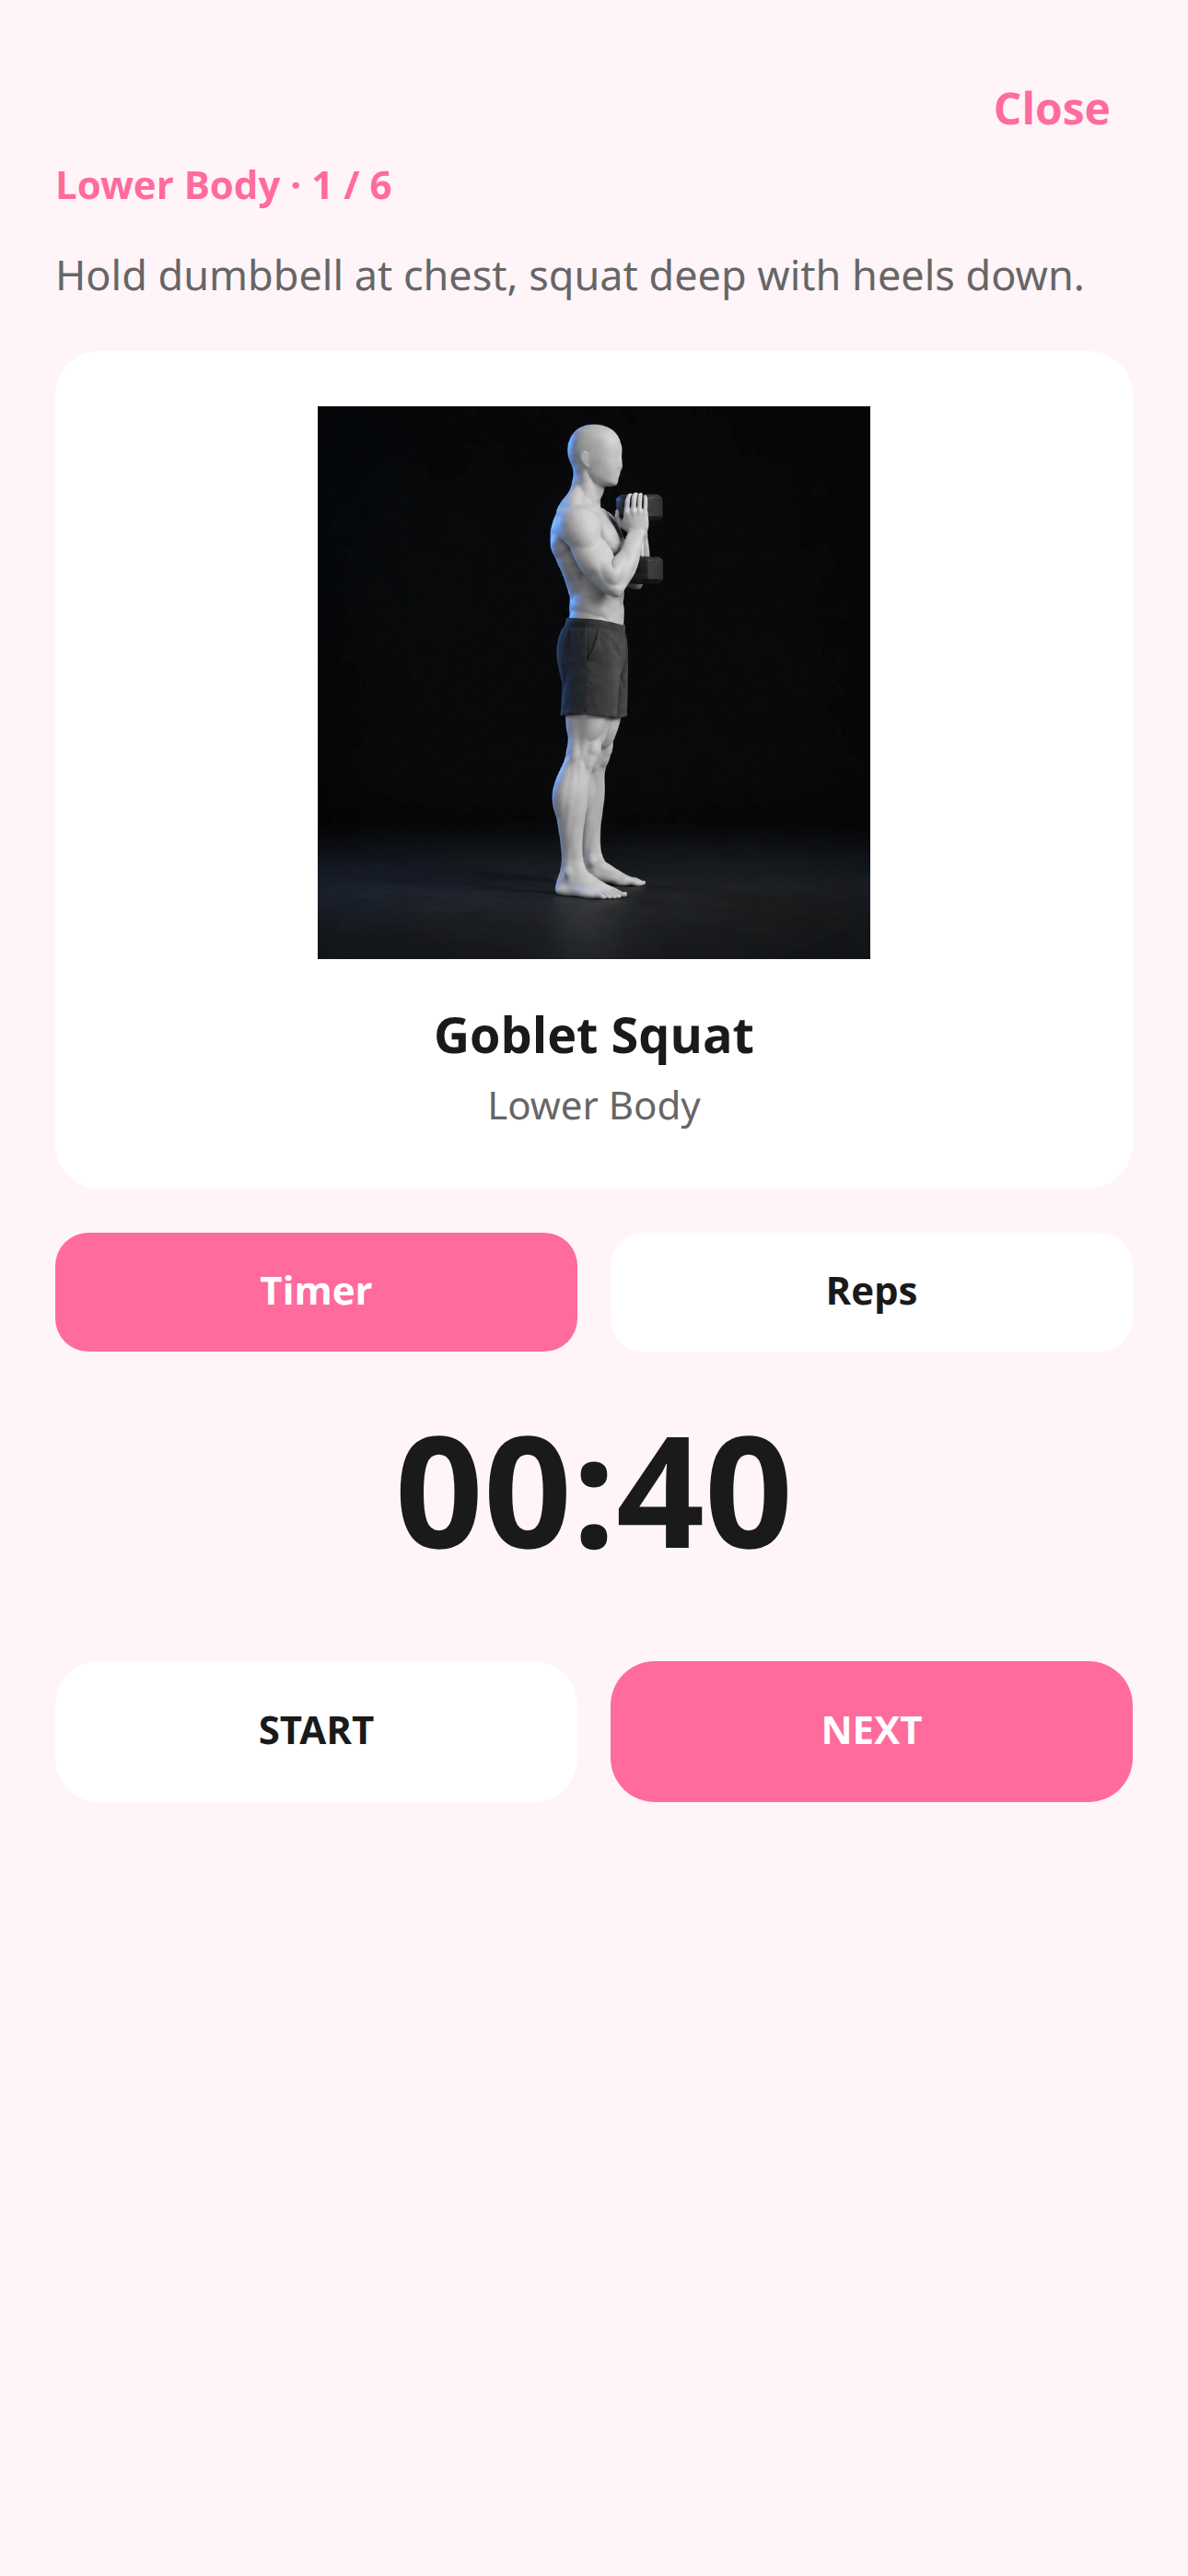 Close
Lower Body · 1 / 6
Hold dumbbell at chest, squat deep with heels down.
Goblet Squat
Lower Body
Timer
Reps
00:40
START
NEXT